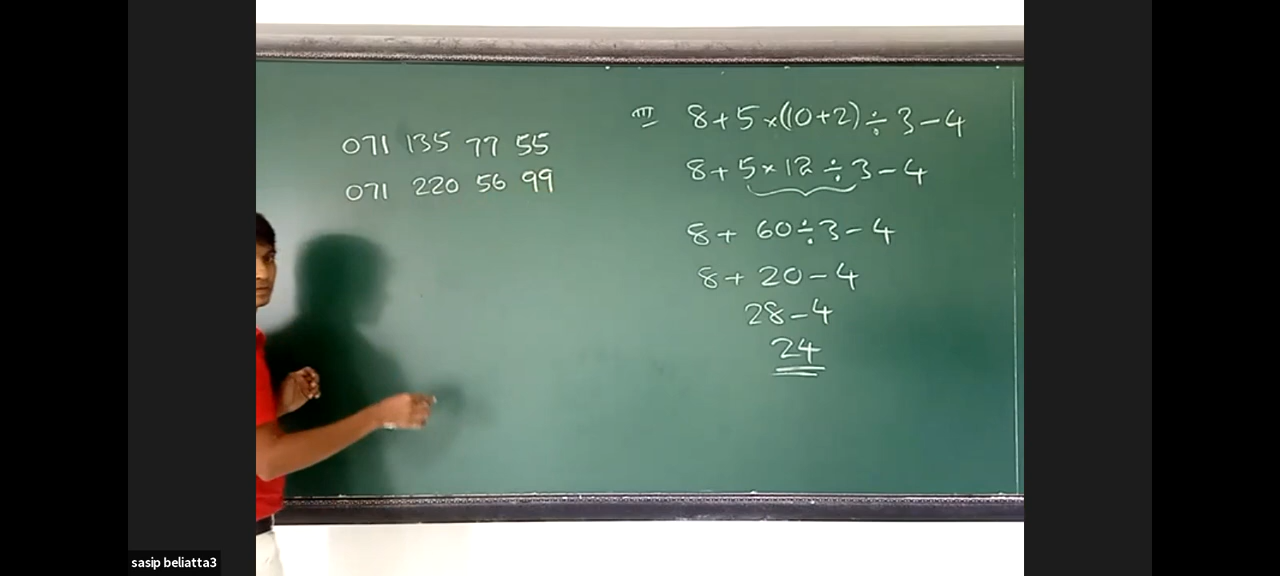 071 135 77 55
071 220 56 99
III 8+5×(10+2)÷3-4
8+5×12÷3-4
8+ 60÷3-4
8+20-4
28-4
24
sasip beliatta3